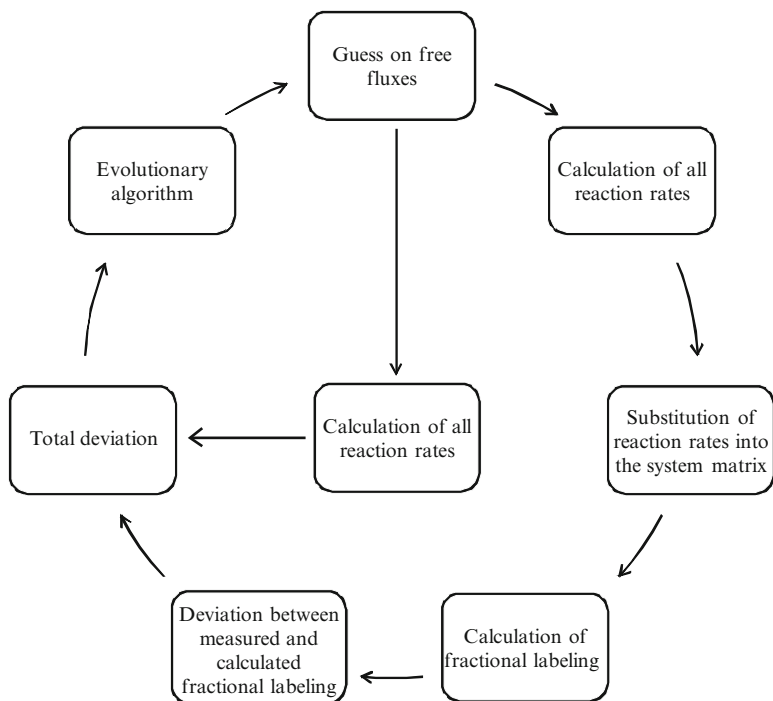 Guess on free
fluxes
Evolutionary
algorithm
Calculation of all
reaction rates
Total deviation
Calculation of all
reaction rates
Substitution of
reaction rates into
the system matrix
Deviation between
measured and
calculated
fractional labeling
Calculation of
fractional labeling